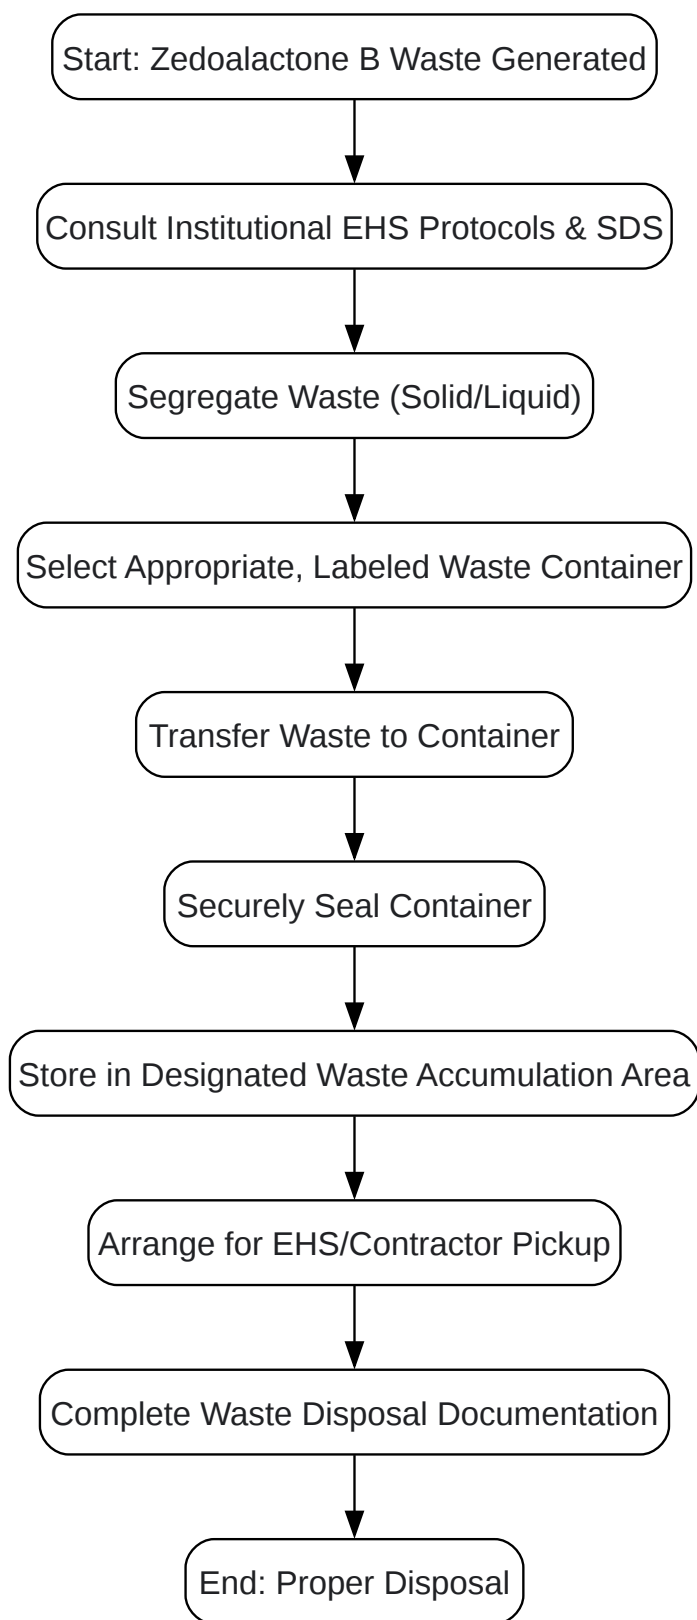 Start: Zedoalactone B Waste Generated
Consult Institutional EHS Protocols & SDS
Segregate Waste (Solid/Liquid)
Select Appropriate, Labeled Waste Container
Transfer Waste to Container
Securely Seal Container
Store in Designated Waste Accumulation Area
Arrange for EHS/Contractor Pickup
Complete Waste Disposal Documentation
End: Proper Disposal